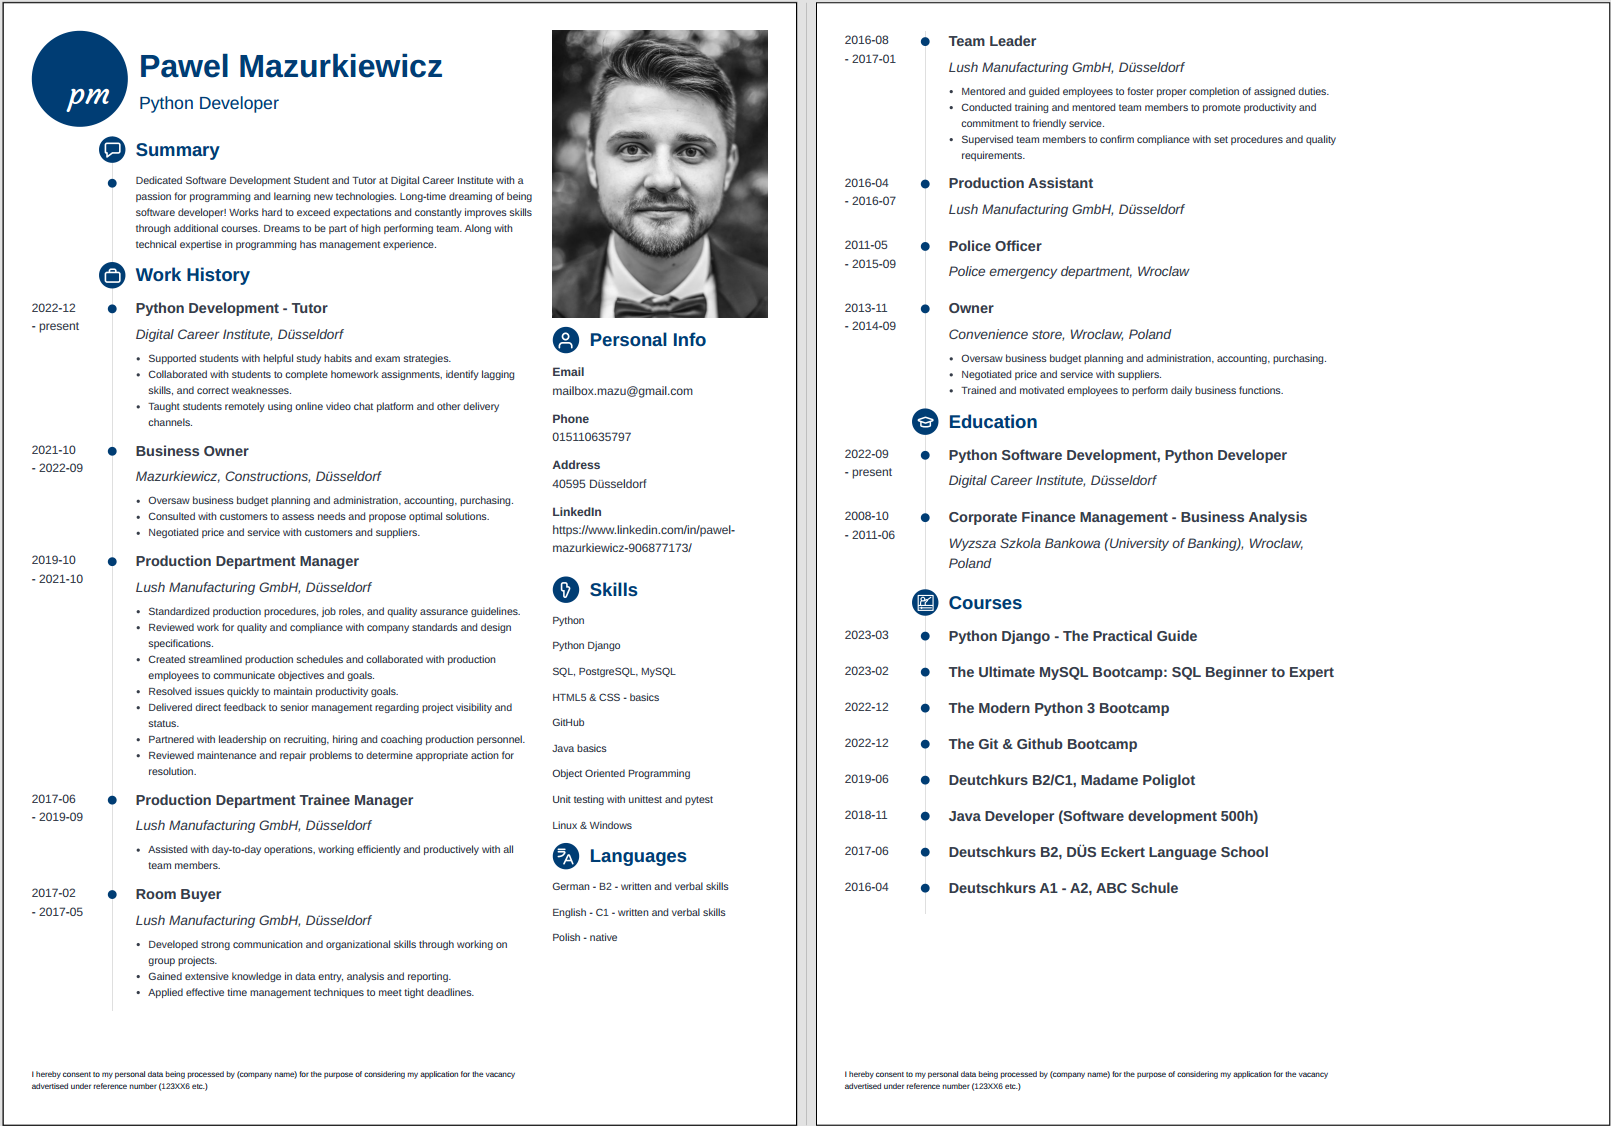 pm
Pawel Mazurkiewicz
Python Developer
Summary
Dedicated Software Development Student and Tutor at Digital Career Institute with a
passion for programming and learning new technologies. Long-time dreaming of being
software developer! Works hard to exceed expectations and constantly improves skills
through additional courses. Dreams to be part of high performing team. Along with
technical expertise in programming has management experience.
Work History
2022-12
- present
Python Development - Tutor
Digital Career Institute, Düsseldorf
• Supported students with helpful study habits and exam strategies.
• Collaborated with students to complete homework assignments, identify lagging
skills, and correct weaknesses.
• Taught students remotely using online video chat platform and other delivery
channels.
2021-10
- 2022-09
Business Owner
Mazurkiewicz, Constructions, Düsseldorf
• Oversaw business budget planning and administration, accounting, purchasing.
• Consulted with customers to assess needs and propose optimal solutions.
• Negotiated price and service with customers and suppliers.
2019-10
- 2021-10
Production Department Manager
Lush Manufacturing GmbH, Düsseldorf
• Standardized production procedures, job roles, and quality assurance guidelines.
• Reviewed work for quality and compliance with company standards and design
specifications.
• Created streamlined production schedules and collaborated with production
employees to communicate objectives and goals.
• Resolved issues quickly to maintain productivity goals.
• Delivered direct feedback to senior management regarding project visibility and
status.
• Partnered with leadership on recruiting, hiring and coaching production personnel.
• Reviewed maintenance and repair problems to determine appropriate action for
resolution.
2017-06
- 2019-09
Production Department Trainee Manager
Lush Manufacturing GmbH, Düsseldorf
• Assisted with day-to-day operations, working efficiently and productively with all
team members.
2017-02
- 2017-05
Room Buyer
Lush Manufacturing GmbH, Düsseldorf
• Developed strong communication and organizational skills through working on
group projects.
• Gained extensive knowledge in data entry, analysis and reporting.
• Applied effective time management techniques to meet tight deadlines.
Personal Info
Email
mailbox.mazu@gmail.com
Phone
015110635797
Address
40595 Düsseldorf
LinkedIn
https://www.linkedin.com/in/pawel-
mazurkiewicz-906877173/
Skills
Python
Python Django
SQL, PostgreSQL, MySQL
HTML5 & CSS - basics
GitHub
Java basics
Object Oriented Programming
Unit testing with unittest and pytest
Linux & Windows
Languages
German - B2 - written and verbal skills
English - C1 - written and verbal skills
Polish - native
I hereby consent to my personal data being processed by (company name) for the purpose of considering my application for the vacancy
advertised under reference number (123XX6 etc.)
2016-08
- 2017-01
Team Leader
Lush Manufacturing GmbH, Düsseldorf
• Mentored and guided employees to foster proper completion of assigned duties.
• Conducted training and mentored team members to promote productivity and
commitment to friendly service.
• Supervised team members to confirm compliance with set procedures and quality
requirements.
2016-04
- 2016-07
Production Assistant
Lush Manufacturing GmbH, Düsseldorf
2011-05
- 2015-09
Police Officer
Police emergency department, Wroclaw
2013-11
- 2014-09
Owner
Convenience store, Wroclaw, Poland
• Oversaw business budget planning and administration, accounting, purchasing.
• Negotiated price and service with suppliers.
• Trained and motivated employees to perform daily business functions.
Education
2022-09
- present
Python Software Development, Python Developer
Digital Career Institute, Düsseldorf
2008-10
- 2011-06
Corporate Finance Management - Business Analysis
Wyzsza Szkola Bankowa (University of Banking), Wroclaw,
Poland
Courses
2023-03
Python Django - The Practical Guide
2023-02
The Ultimate MySQL Bootcamp: SQL Beginner to Expert
2022-12
The Modern Python 3 Bootcamp
2022-12
The Git & Github Bootcamp
2019-06
Deutchkurs B2/C1, Madame Poliglot
2018-11
Java Developer (Software development 500h)
2017-06
Deutschkurs B2, DÜS Eckert Language School
2016-04
Deutschkurs A1 - A2, ABC Schule
I hereby consent to my personal data being processed by (company name) for the purpose of considering my application for the vacancy
advertised under reference number (123XX6 etc.)